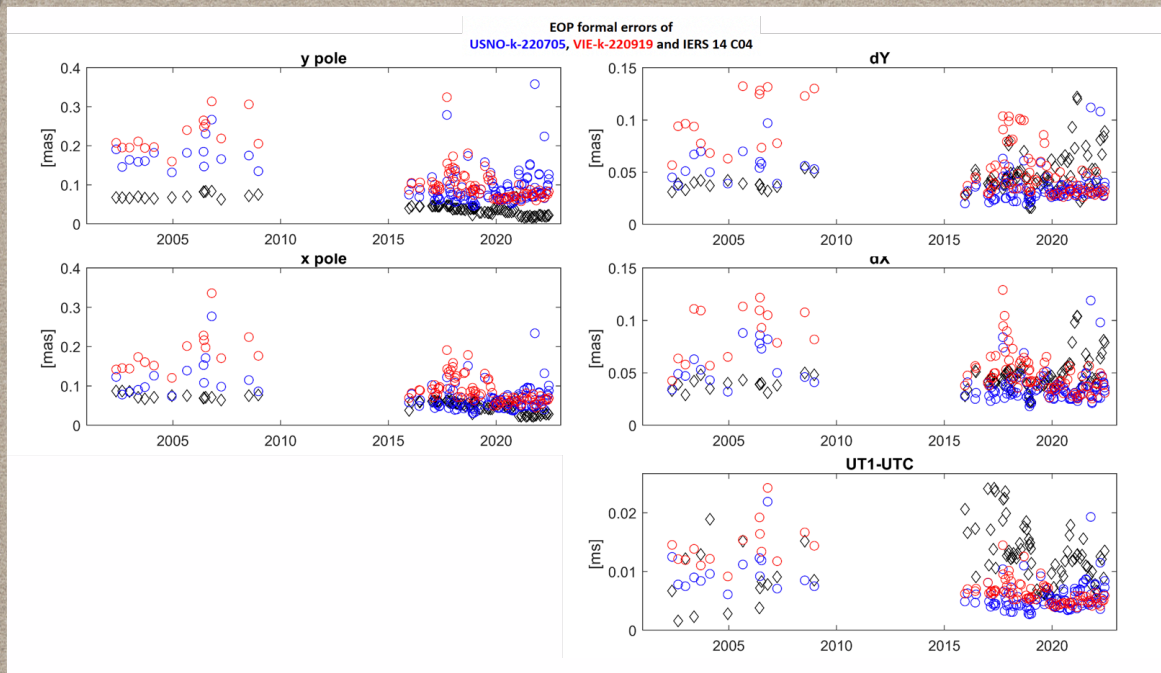 EOP formal errors of
USNO-k-220705, VIE-k-220919 and IERS 14 C04
y pole
[mas]
0.4
0.3
0.2
0.1
0
2005 2010 2015 2020
dY
[mas]
0.15
0.1
0.05
0
2005 2010 2015 2020
x pole
[mas]
0.4
0.3
0.2
0.1
0
2005 2010 2015 2020
dX
[mas]
0.15
0.1
0.05
0
2005 2010 2015 2020
UT1-UTC
[ms]
0.02
0.01
0
2005 2010 2015 2020